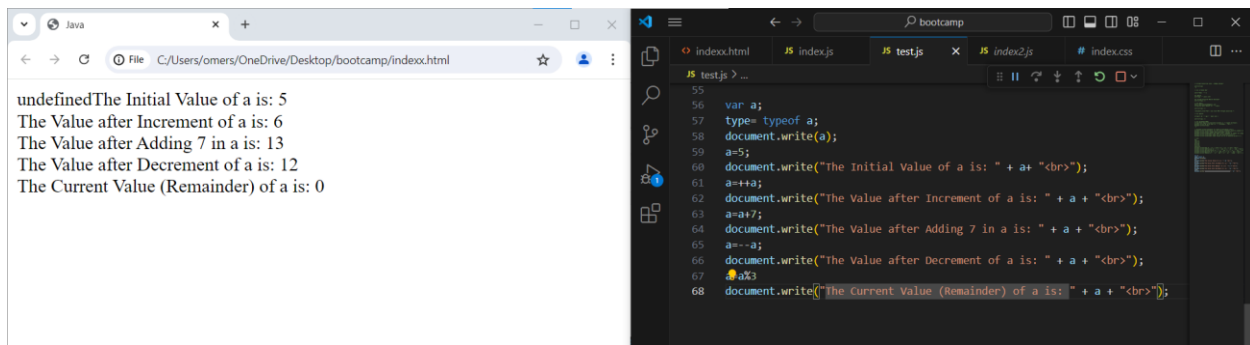 Java
File C:/Users/omers/OneDrive/Desktop/bootcamp/indexx.html
undefinedThe Initial Value of a is: 5
The Value after Increment of a is: 6
The Value after Adding 7 in a is: 13
The Value after Decrement of a is: 12
The Current Value (Remainder) of a is: 0
bootcamp
<> indexx.html JS index.js JS test.js JS index2.js # index.css
JS test.js > ...
55
56 var a;
57 type= typeof a;
58 document.write(a);
59 a=5;
60 document.write("The Initial Value of a is: " + a+ "<br>");
61 a=++a;
62 document.write("The Value after Increment of a is: " + a + "<br>");
63 a=a+7;
64 document.write("The Value after Adding 7 in a is: " + a + "<br>");
65 a=--a;
66 document.write("The Value after Decrement of a is: " + a + "<br>");
67 a%3
68 document.write("The Current Value (Remainder) of a is: " + a + "<br>");
1